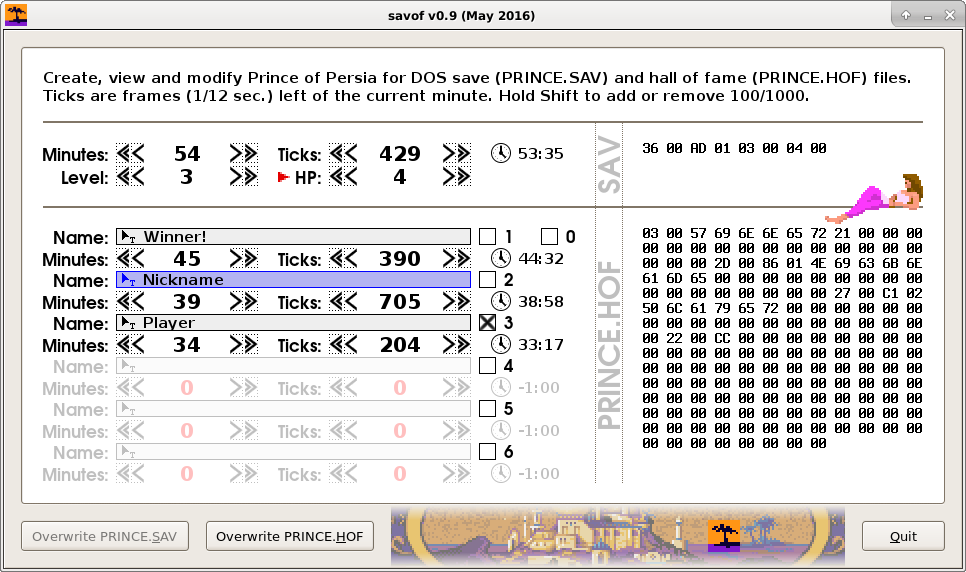 savof v0.9 (May 2016)
Create, view and modify Prince of Persia for DOS save (PRINCE.SAV) and hall of fame (PRINCE.HOF) files.
Ticks are frames (1/12 sec.) left of the current minute. Hold Shift to add or remove 100/1000.
Minutes: 54 Ticks: 429 53:35
Level: 3 HP: 4
SAV
36 00 AD 01 03 00 04 00
Name: Winner! 1 0
Minutes: 45 Ticks: 390 44:32
Name: Nickname 2
Minutes: 39 Ticks: 705 38:58
Name: Player 3
Minutes: 34 Ticks: 204 33:17
Name: 4
Minutes: 0 Ticks: 0 -1:00
Name: 5
Minutes: 0 Ticks: 0 -1:00
Name: 6
Minutes: 0 Ticks: 0 -1:00
PRINCE.HOF
03 00 57 69 6E 6E 65 72 21 00 00 00
00 00 00 00 00 00 00 00 00 00 00 00
00 00 00 2D 00 86 01 4E 69 63 6B 6E
61 6D 65 00 00 00 00 00 00 00 00 00
00 00 00 00 00 00 00 00 27 00 C1 02
50 6C 61 79 65 72 00 00 00 00 00 00
00 00 00 00 00 00 00 00 00 00 00 00
00 22 00 CC 00 00 00 00 00 00 00 00
00 00 00 00 00 00 00 00 00 00 00 00
00 00 00 00 00 00 00 00 00 00 00 00
00 00 00 00 00 00 00 00 00 00 00 00
00 00 00 00 00 00 00 00 00 00 00 00
00 00 00 00 00 00 00 00 00 00 00 00
00 00 00 00 00 00 00 00 00 00 00 00
00 00 00 00 00 00 00 00
Overwrite PRINCE.SAV Overwrite PRINCE.HOF Quit